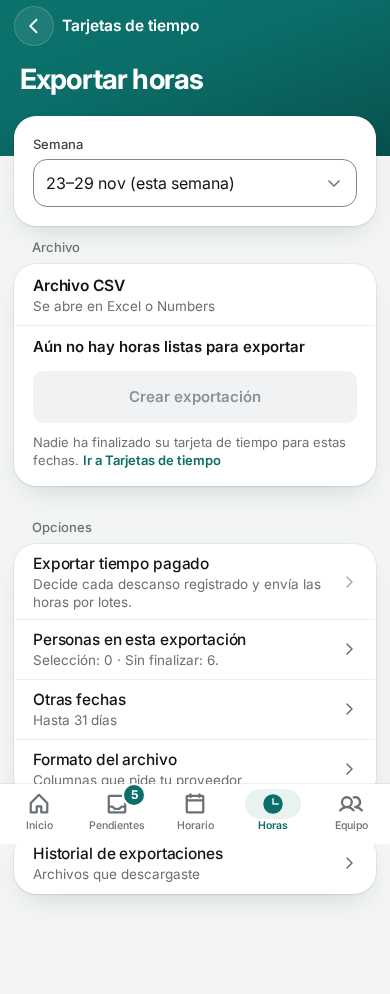 Tarjetas de tiempo
Exportar horas
Semana
23–29 nov (esta semana)
Archivo
Archivo CSV
Se abre en Excel o Numbers
Aún no hay horas listas para exportar
Crear exportación
Nadie ha finalizado su tarjeta de tiempo para estas
fechas. Ir a Tarjetas de tiempo
Opciones
Exportar tiempo pagado
Decide cada descanso registrado y envía las
horas por lotes.
Personas en esta exportación
Selección: 0 · Sin finalizar: 6.
Otras fechas
Hasta 31 días
Formato del archivo
Columnas que pide tu proveedor
5
Inicio
Pendientes
Horario
Horas
Equipo
Historial de exportaciones
Archivos que descargaste